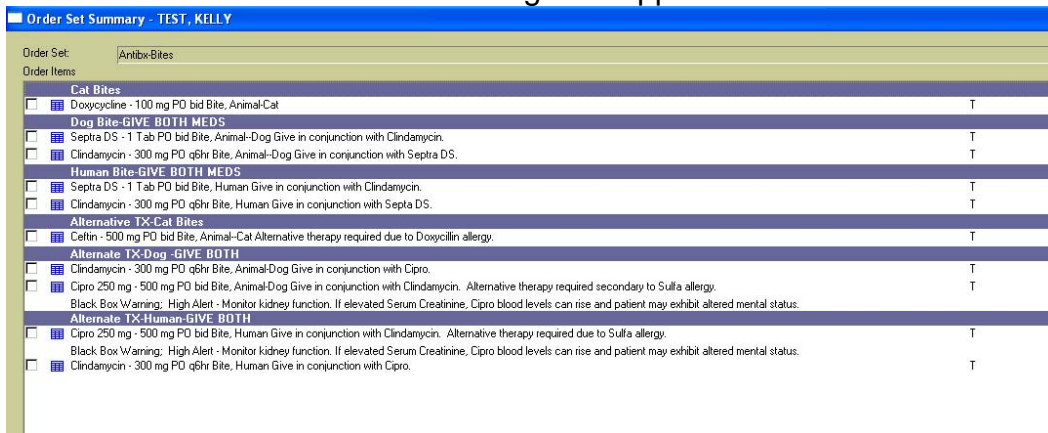 Order Set Summary - TEST, KELLY
Order Set: Antibx-Bites
Order Items
Cat Bites
Doxycycline - 100 mg PO bid Bite, Animal-Cat T
Dog Bite-GIVE BOTH MEDS
Septra DS - 1 Tab PO bid Bite, Animal--Dog Give in conjunction with Clindamycin. T
Clindamycin - 300 mg PO q6hr Bite, Animal--Dog Give in conjunction with Septra DS. T
Human Bite-GIVE BOTH MEDS
Septra DS - 1 Tab PO bid Bite, Human Give in conjunction with Clindamycin. T
Clindamycin - 300 mg PO q6hr Bite, Human Give in conjunction with Septa DS. T
Alternative TX-Cat Bites
Ceftin - 500 mg PO bid Bite, Animal--Cat Alternative therapy required due to Doxycillin allergy. T
Alternate TX-Dog -GIVE BOTH
Clindamycin - 300 mg PO q6hr Bite, Animal-Dog Give in conjunction with Cipro. T
Cipro 250 mg - 500 mg PO bid Bite, Animal-Dog Give in conjunction with Clindamycin. Alternative therapy required secondary to Sulfa allergy. T
Black Box Warning; High Alert - Monitor kidney function. If elevated Serum Creatinine, Cipro blood levels can rise and patient may exhibit altered mental status.
Alternate TX-Human-GIVE BOTH
Cipro 250 mg - 500 mg PO bid Bite, Human Give in conjunction with Clindamycin. Alternative therapy required due to Sulfa allergy. T
Black Box Warning; High Alert - Monitor kidney function. If elevated Serum Creatinine, Cipro blood levels can rise and patient may exhibit altered mental status.
Clindamycin - 300 mg PO q6hr Bite, Human Give in conjunction with Cipro. T